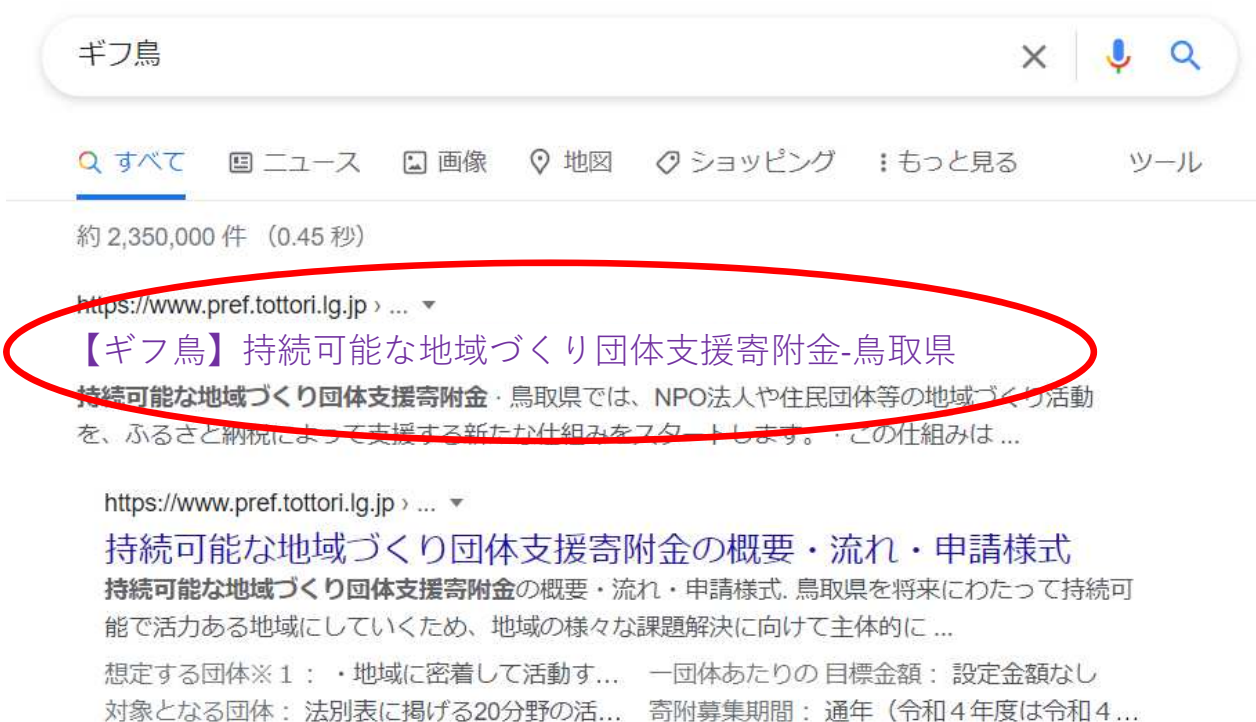 ギフ鳥
すべて ニュース 画像 地図 ショッピング もっと見る ツール
約 2,350,000 件 （0.45 秒）
https://www.pref.tottori.lg.jp › ...
【ギフ鳥】持続可能な地域づくり団体支援寄附金-鳥取県
持続可能な地域づくり団体支援寄附金 · 鳥取県では、NPO法人や住民団体等の地域づくり活動
を、ふるさと納税によって支援する新たな仕組みをスタートします。 · この仕組みは ...
https://www.pref.tottori.lg.jp › ...
持続可能な地域づくり団体支援寄附金の概要・流れ・申請様式
持続可能な地域づくり団体支援寄附金の概要・流れ・申請様式. 鳥取県を将来にわたって持続可
能で活力ある地域にしていくため、地域の様々な課題解決に向けて主体的に ...
想定する団体※１： ・地域に密着して活動す... 一団体あたりの 目標金額： 設定金額なし
対象となる団体： 法別表に掲げる20分野の活... 寄附募集期間： 通年（令和４年度は令和４...